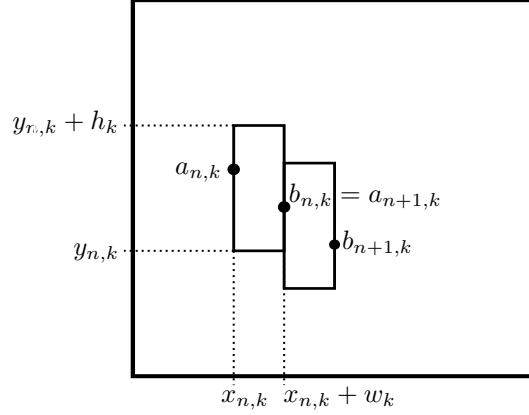 y_{n,k} + h_k
a_{n,k}
b_{n,k} = a_{n+1,k}
y_{n,k}
b_{n+1,k}
x_{n,k}
x_{n,k} + w_k